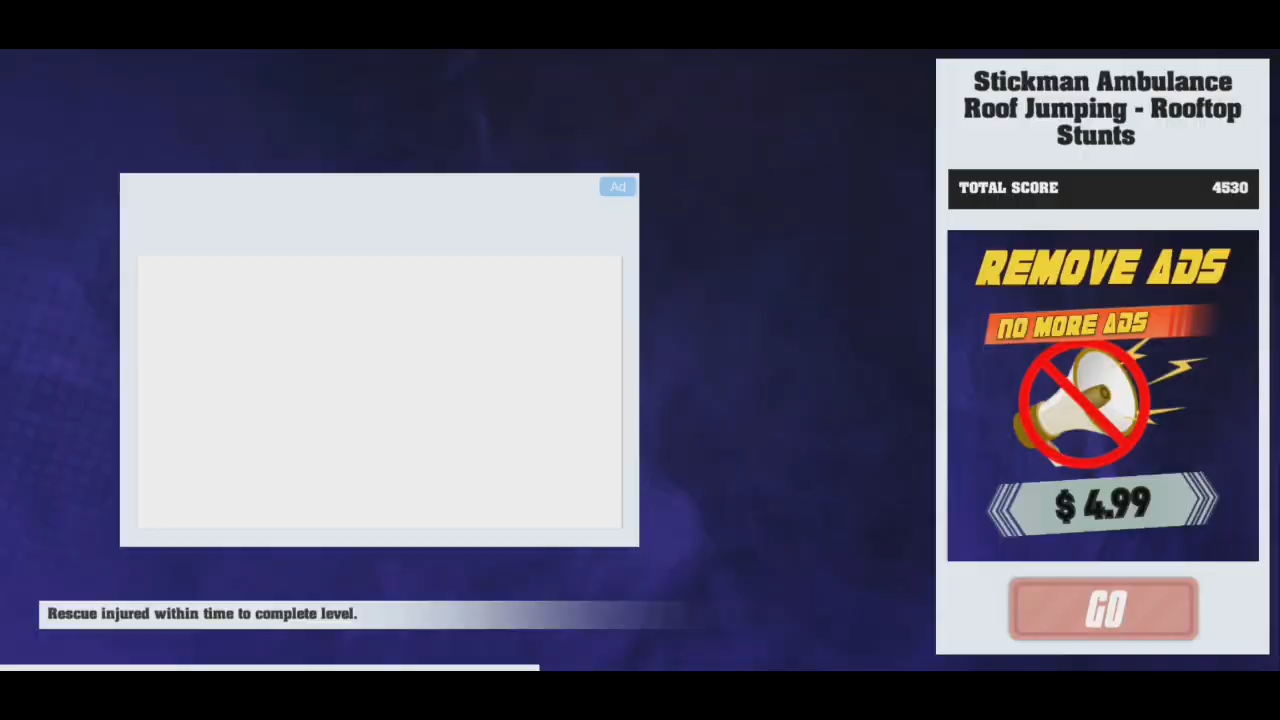 Stickman Ambulance
Roof Jumping - Rooftop
Stunts
Ad
TOTAL SCORE 4530
REMOVE ADS
NO MORE ADS
$ 4.99
Rescue injured within time to complete level.
GO